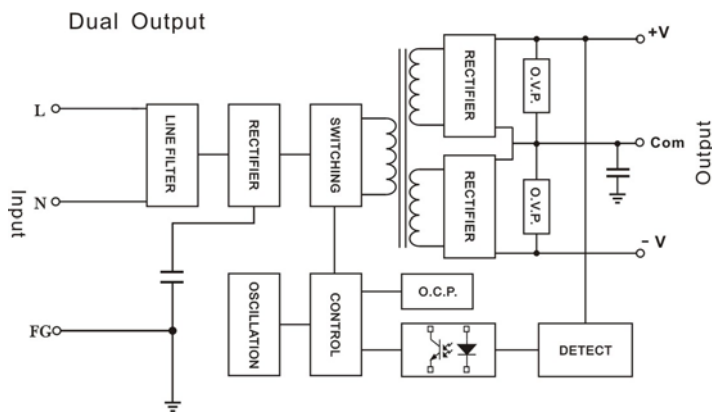 Dual Output
L
N
FG
Input
LINE FILTER
RECTIFIER
SWITCHING
RECTIFIER
RECTIFIER
O.V.P.
O.V.P.
+V
Com
– V
Output
OSCILLATION
CONTROL
O.C.P.
DETECT